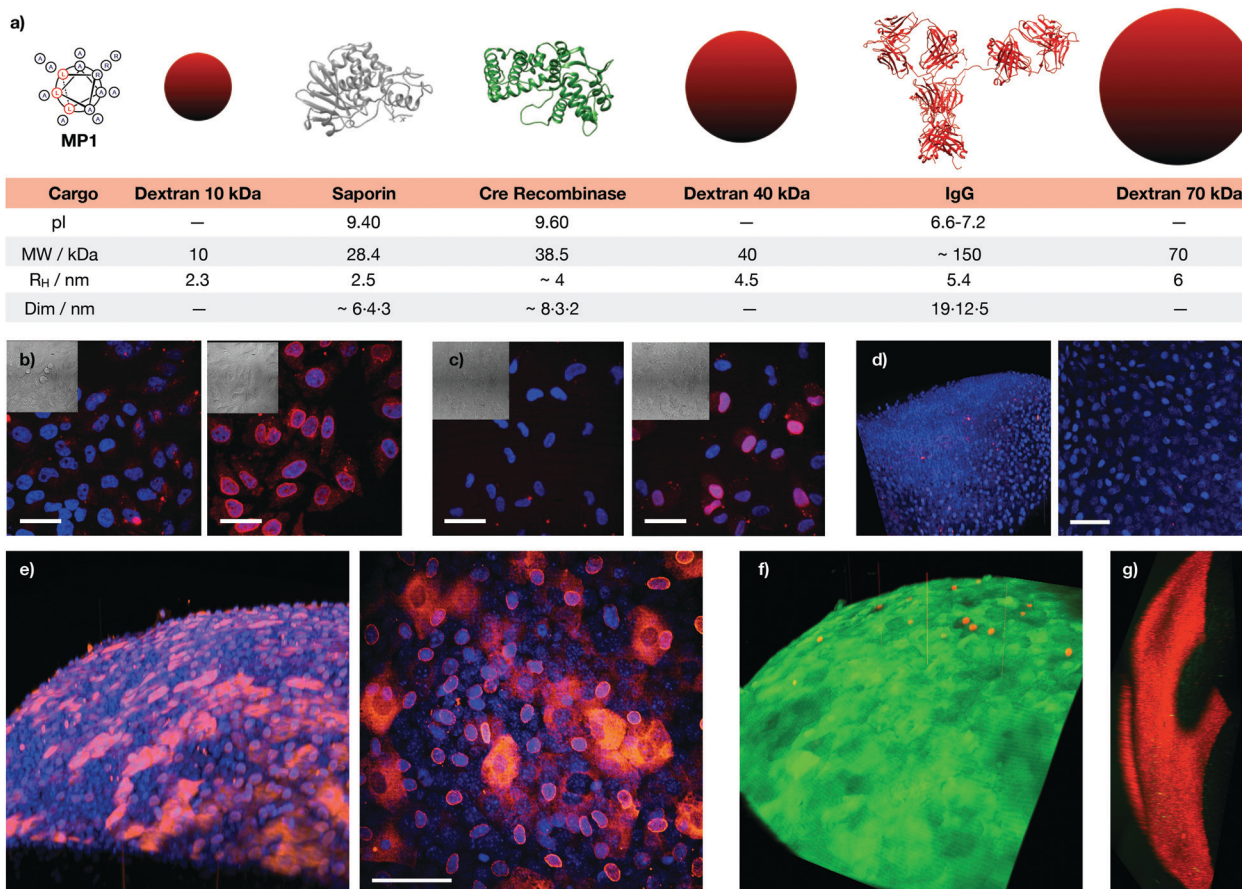 a)
A A A R R
A A L R A
L A A
L L A A
A A
MP1
Cargo Dextran 10 kDa Saporin Cre Recombinase Dextran 40 kDa IgG Dextran 70 kDa
pI — 9.40 9.60 — 6.6-7.2 —
MW / kDa 10 28.4 38.5 40 ~ 150 70
RH / nm 2.3 2.5 ~ 4 4.5 5.4 6
Dim / nm — ~ 6·4·3 ~ 8·3·2 — 19·12·5 —
b) c) d)
e) f) g)